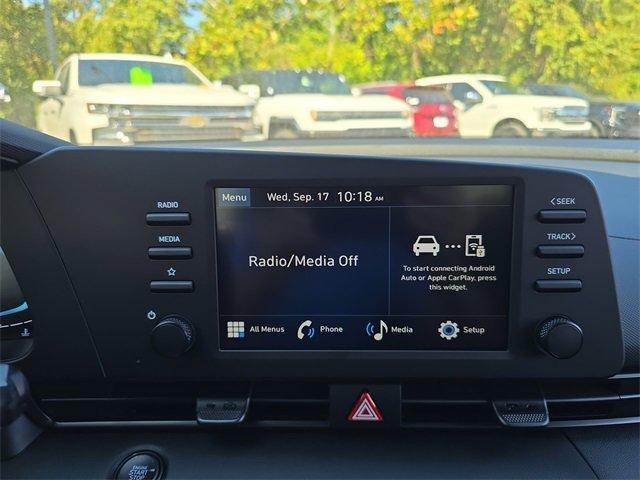 Menu Wed, Sep. 17 10:18 AM
RADIO
MEDIA
Radio/Media Off
To start connecting Android
Auto or Apple CarPlay, press
this widget.
All Menus Phone Media Setup
< SEEK
TRACK >
SETUP
ENGINE
START
STOP